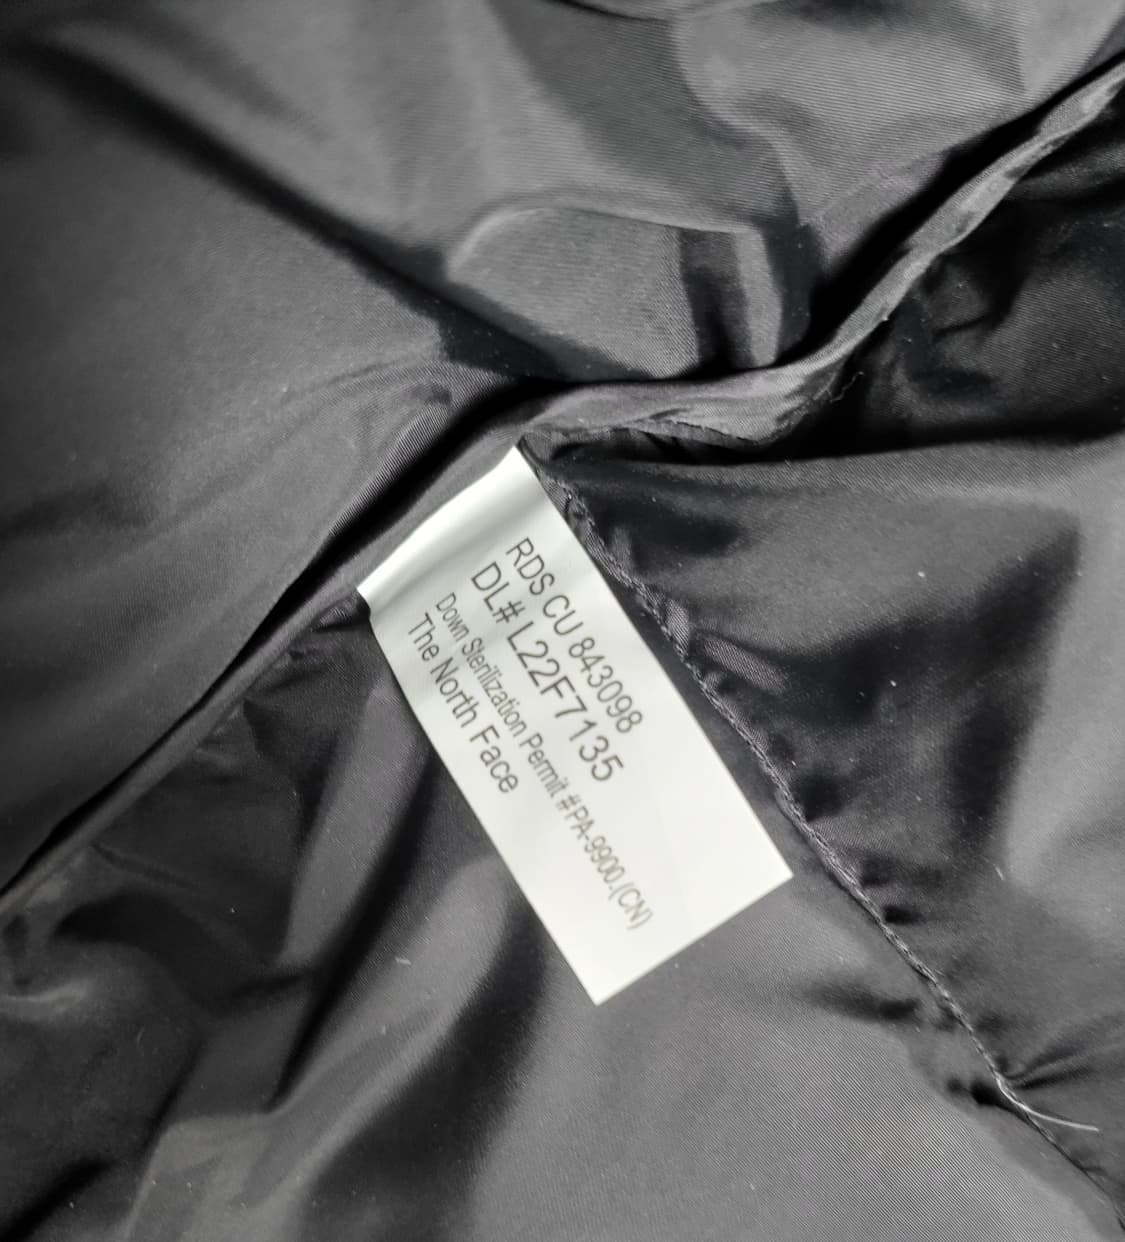 RDS CU 843098
DL# L22F7135
Down Sterilization Permit #PA-9900.(CN)
The North Face